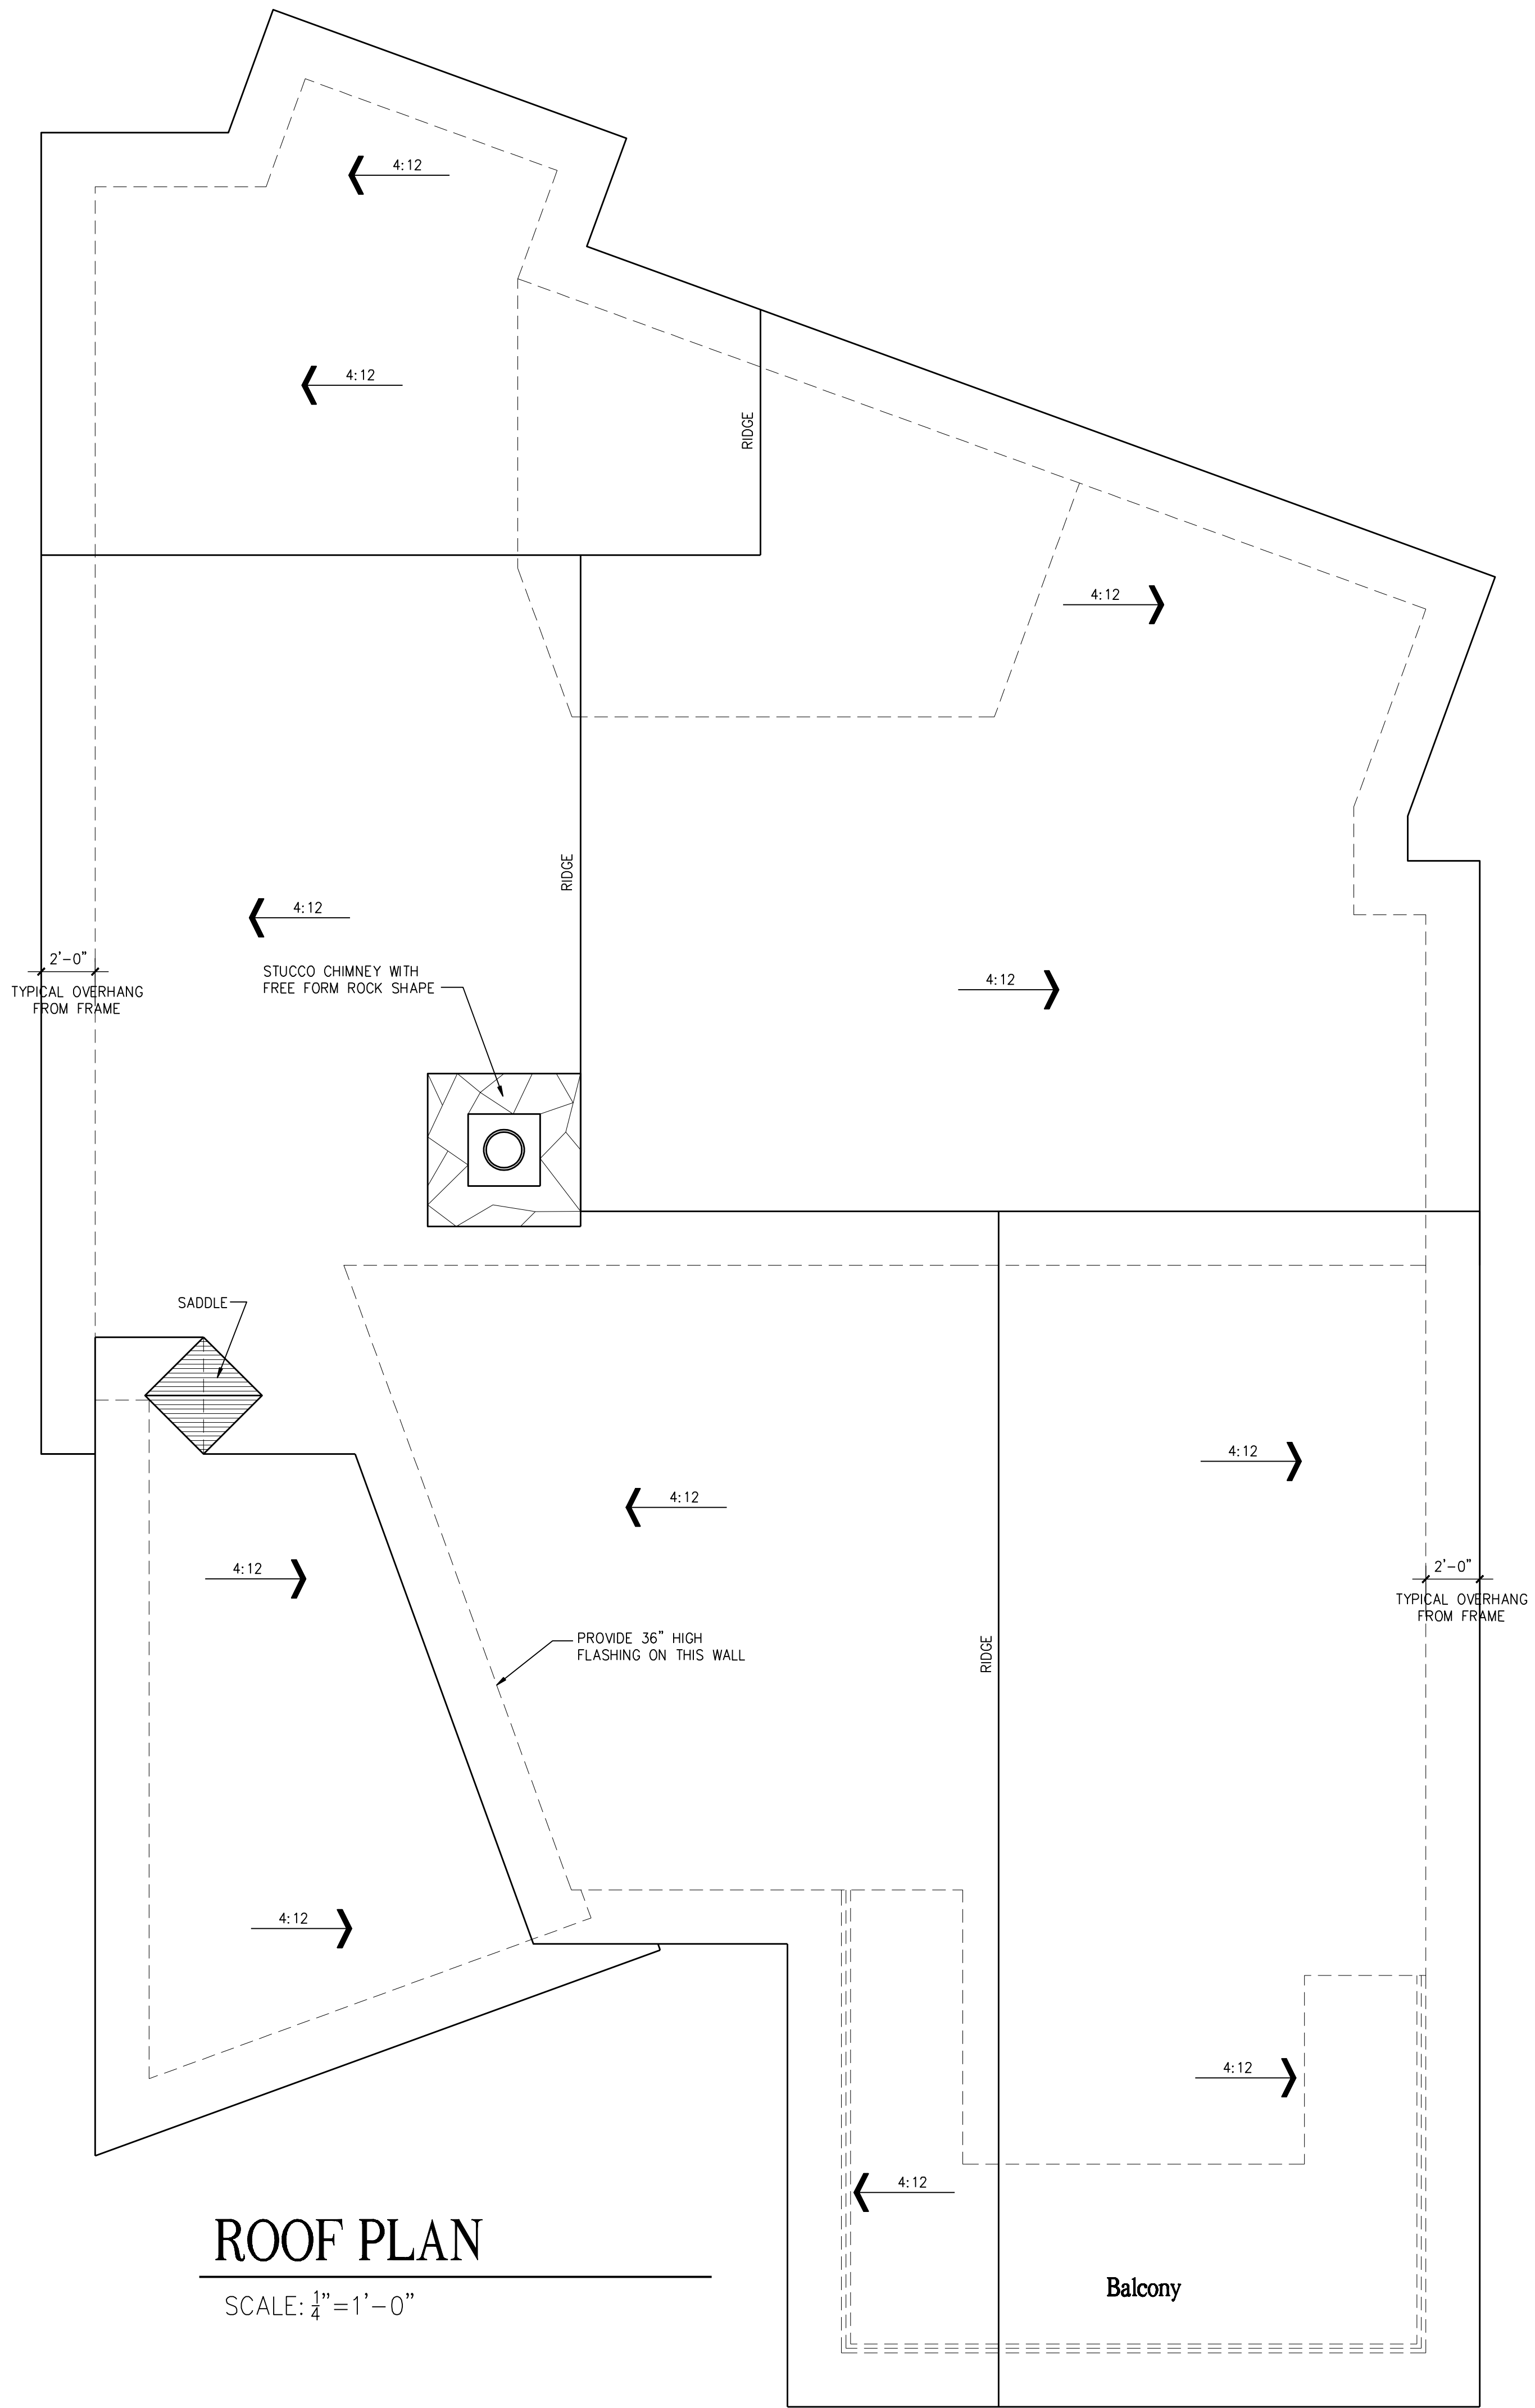 4:12
4:12
RIDGE
4:12
RIDGE
4:12
2'-0"
TYPICAL OVERHANG
FROM FRAME
STUCCO CHIMNEY WITH
FREE FORM ROCK SHAPE
4:12
SADDLE
4:12
4:12
4:12
2'-0"
TYPICAL OVERHANG
FROM FRAME
PROVIDE 36" HIGH
FLASHING ON THIS WALL
RIDGE
4:12
4:12
4:12
ROOF PLAN
SCALE: 1/4"=1'-0"
Balcony